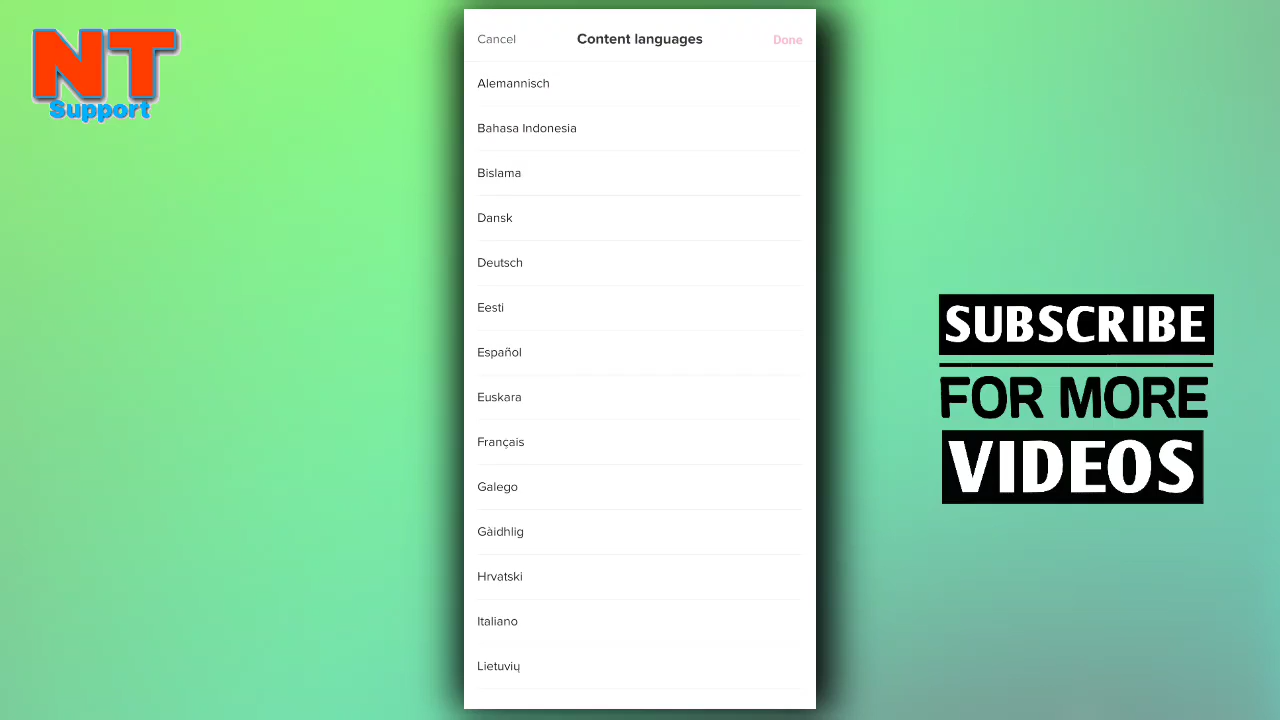 NT
Support
Cancel
Content languages
Done
Alemannisch
Bahasa Indonesia
Bislama
Dansk
Deutsch
Eesti
Español
Euskara
Français
Galego
Gàidhlig
Hrvatski
Italiano
Lietuvių
SUBSCRIBE
FOR MORE
VIDEOS